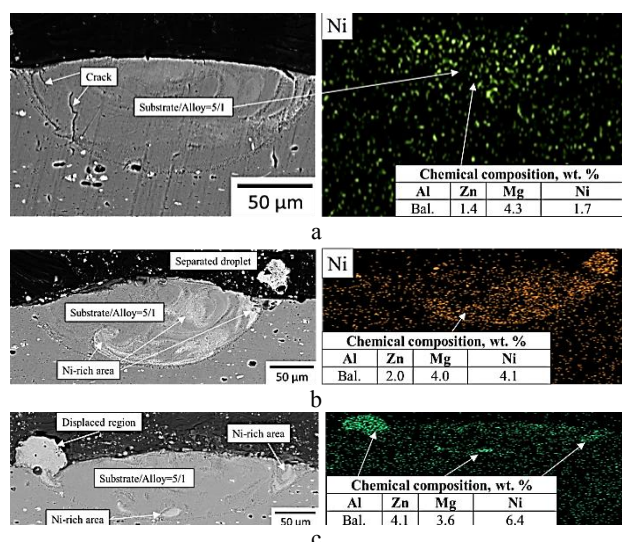 Ni
Crack
Substrate/Alloy=5/1
50 µm
Chemical composition, wt. %
Al Zn Mg Ni
Bal. 1.4 4.3 1.7
a
Separated droplet
Ni
Substrate/Alloy=5/1
Ni-rich area
50 µm
Chemical composition, wt. %
Al Zn Mg Ni
Bal. 2.0 4.0 4.1
b
Displaced region
Ni-rich area
Substrate/Alloy=5/1
Ni-rich area
50 µm
Chemical composition, wt. %
Al Zn Mg Ni
Bal. 4.1 3.6 6.4
c